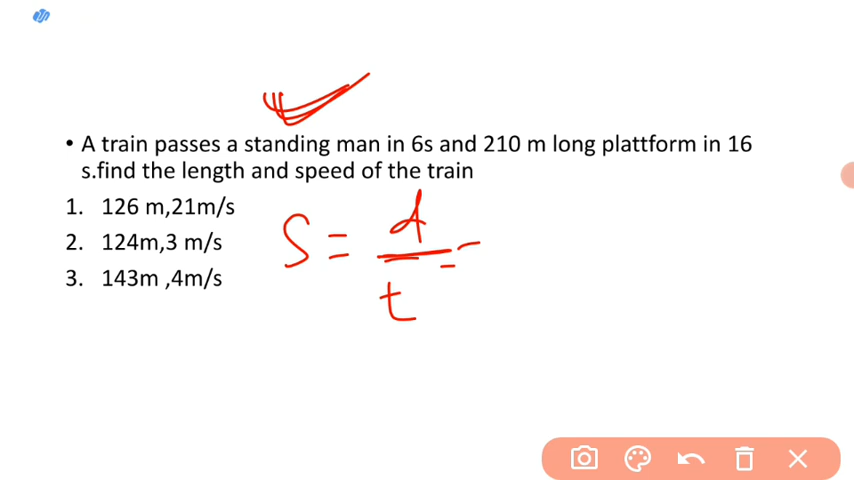 • A train passes a standing man in 6s and 210 m long plattform in 16
s.find the length and speed of the train
1. 126 m,21m/s
2. 124m,3 m/s
3. 143m ,4m/s
S = d/t =